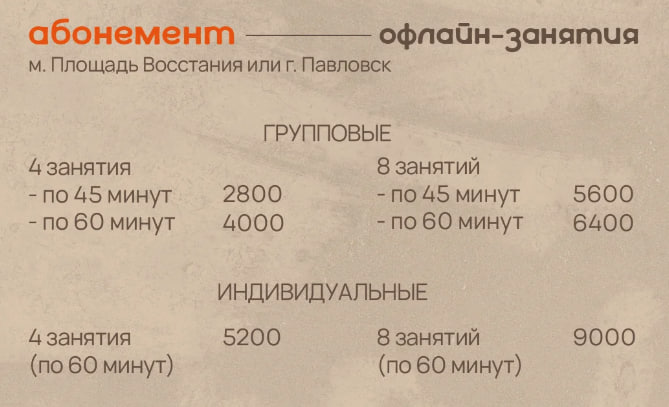 абонемент офлайн-занятия
м. Площадь Восстания или г. Павловск
ГРУППОВЫЕ
4 занятия
- по 45 минут 2800
- по 60 минут 4000
8 занятий
- по 45 минут 5600
- по 60 минут 6400
ИНДИВИДУАЛЬНЫЕ
4 занятия 5200
(по 60 минут)
8 занятий 9000
(по 60 минут)